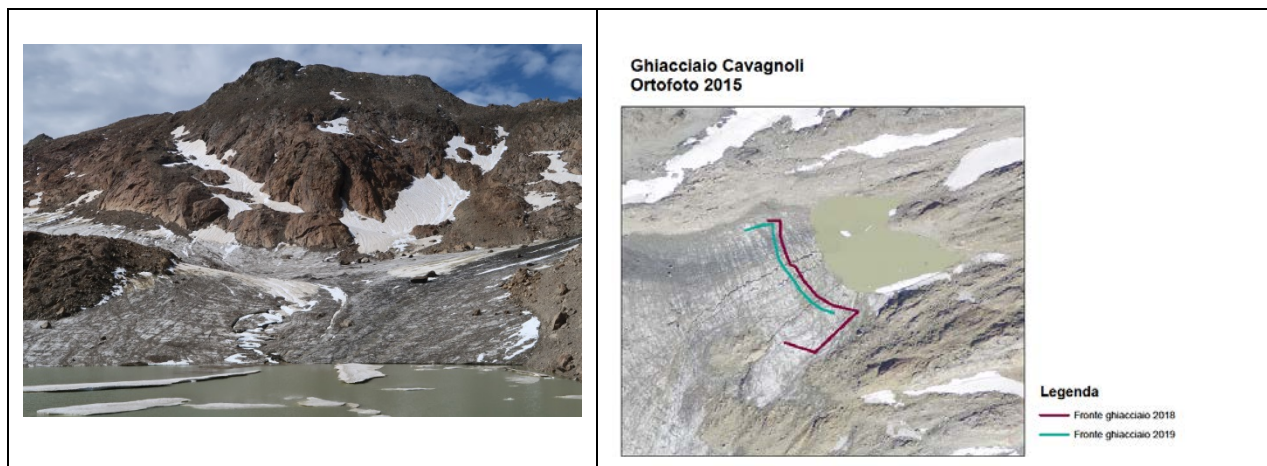 Ghiacciaio Cavagnoli
Ortofoto 2015
Legenda
Fronte ghiacciaio 2018
Fronte ghiacciaio 2019